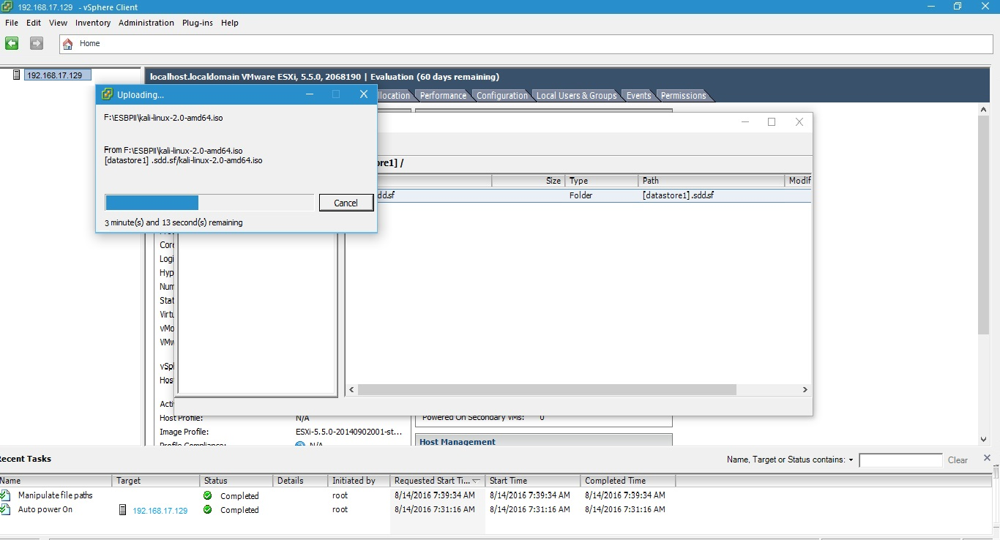 192.168.17.129 - vSphere Client
File Edit View Inventory Administration Plug-ins Help
Home
192.168.17.129
localhost.localdomain VMware ESXi, 5.5.0, 2068190 | Evaluation (60 days remaining)
llocation Performance Configuration Local Users & Groups Events Permissions
Uploading...
F:\ESBPII\kali-linux-2.0-amd64.iso
From F:\ESBPII\kali-linux-2.0-amd64.iso
[datastore1] .sdd.sf/kali-linux-2.0-amd64.iso
Cancel
3 minute(s) and 13 second(s) remaining
ore1] /
Size Type Path Modif
dd.sf Folder [datastore1] .sdd.sf
Core
Logi
Hyp
Num
Stat
Virtu
vMo
VMw
vSpl
Host
Acti
Host Profile: N/A
Powered On Secondary VMs: 0
Image Profile: ESXi-5.5.0-20140902001-st...
Profile Compliance: N/A
Host Management
Recent Tasks
Name, Target or Status contains: Clear
Name Target Status Details Initiated by Requested Start Ti... Start Time Completed Time
Manipulate file paths Completed root 8/14/2016 7:39:34 AM 8/14/2016 7:39:34 AM 8/14/2016 7:39:34 AM
Auto power On 192.168.17.129 Completed root 8/14/2016 7:31:16 AM 8/14/2016 7:31:16 AM 8/14/2016 7:31:16 AM